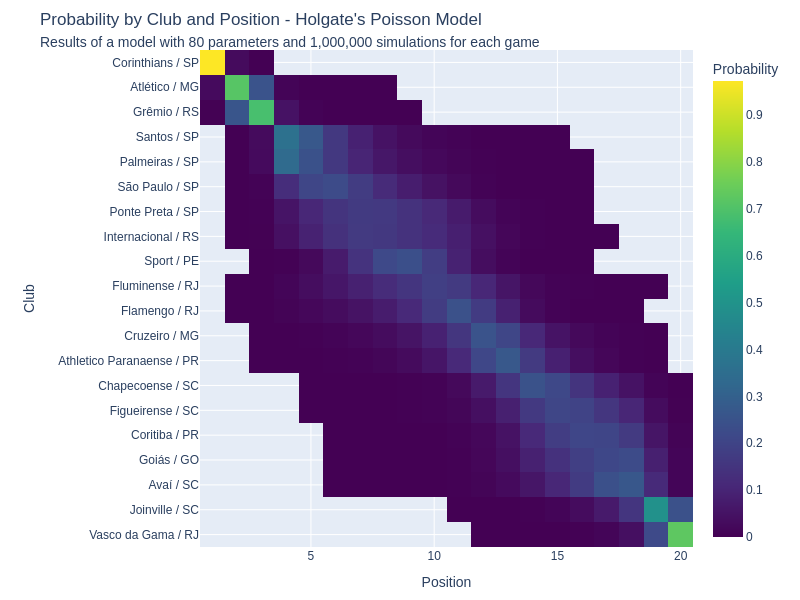 Probability by Club and Position - Holgate's Poisson Model
Results of a model with 80 parameters and 1,000,000 simulations for each game
Probability
Club
Corinthians / SP
Atlético / MG
Grêmio / RS
Santos / SP
Palmeiras / SP
São Paulo / SP
Ponte Preta / SP
Internacional / RS
Sport / PE
Fluminense / RJ
Flamengo / RJ
Cruzeiro / MG
Athletico Paranaense / PR
Chapecoense / SC
Figueirense / SC
Coritiba / PR
Goiás / GO
Avaí / SC
Joinville / SC
Vasco da Gama / RJ
0.9
0.8
0.7
0.6
0.5
0.4
0.3
0.2
0.1
0
5
10
15
20
Position